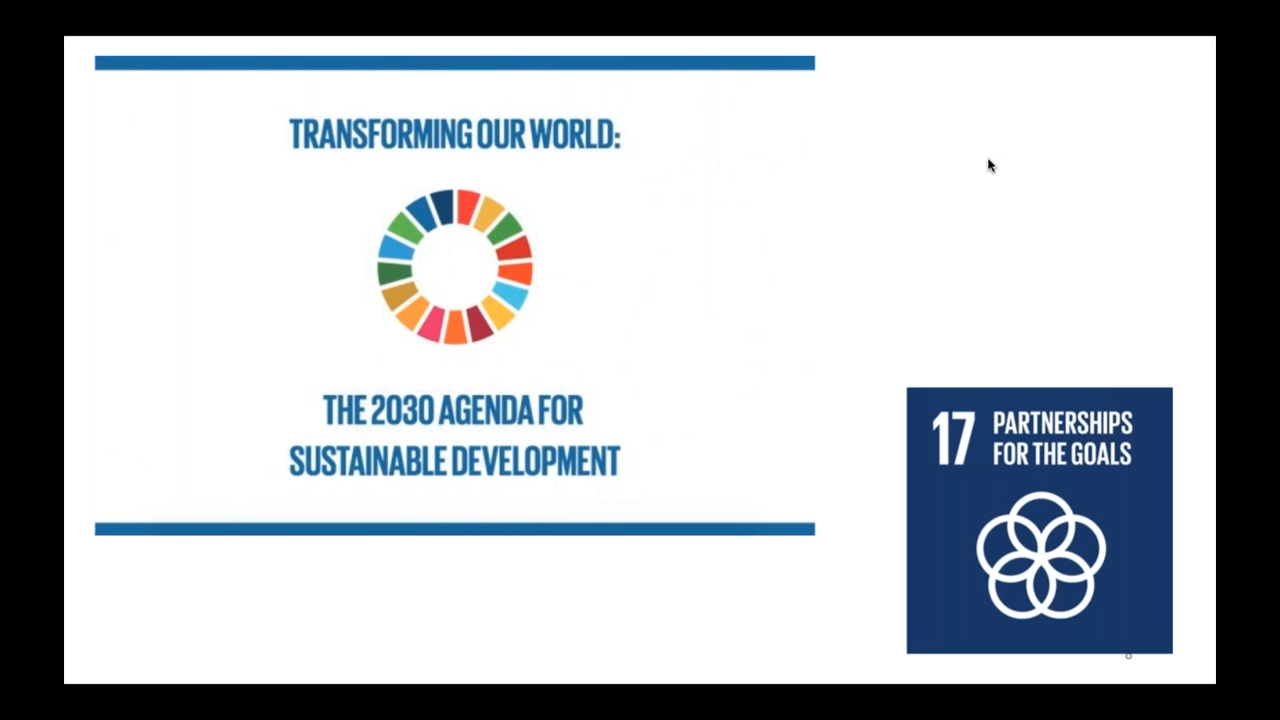 TRANSFORMING OUR WORLD:
THE 2030 AGENDA FOR
SUSTAINABLE DEVELOPMENT
17 PARTNERSHIPS
FOR THE GOALS